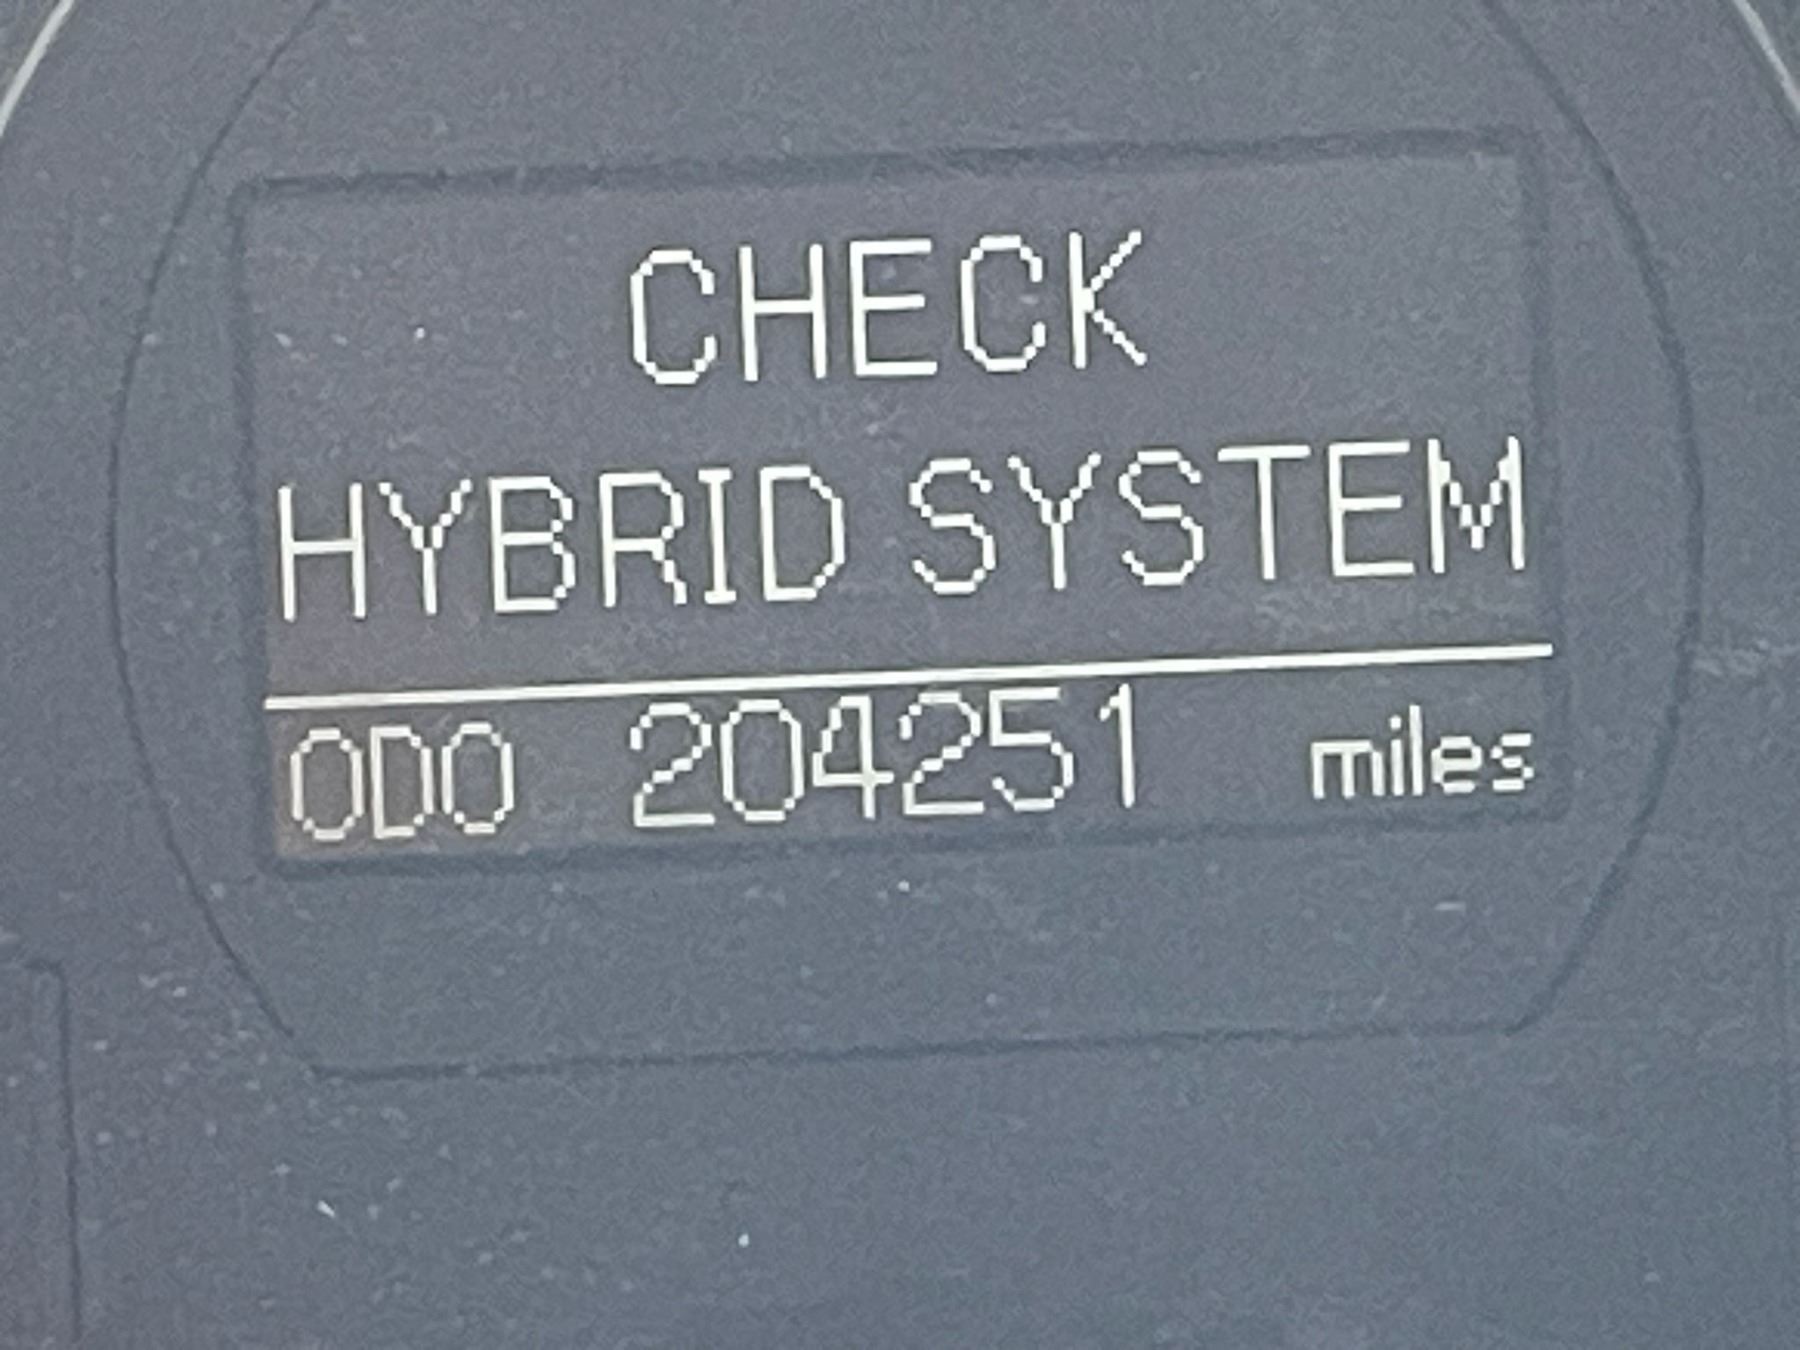 CHECK
HYBRID SYSTEM
ODO 204251 miles